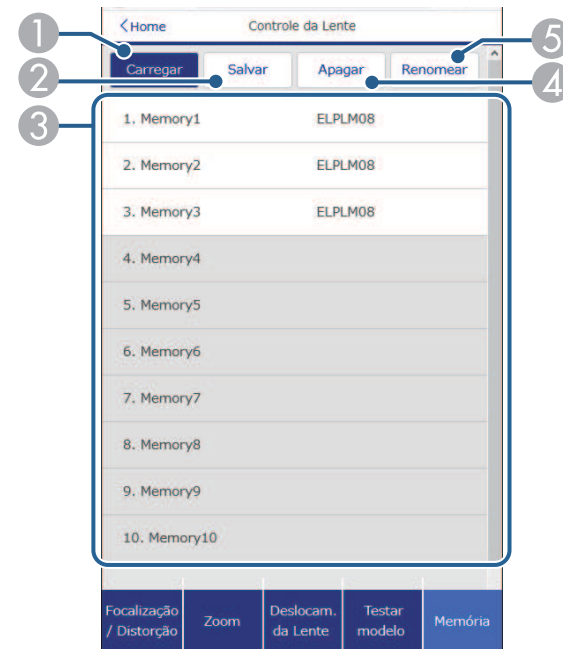 <Home Controle da Lente
1 5
Carregar Salvar Apagar Renomear
2 4
3
1. Memory1 ELPLM08
2. Memory2 ELPLM08
3. Memory3 ELPLM08
4. Memory4
5. Memory5
6. Memory6
7. Memory7
8. Memory8
9. Memory9
10. Memory10
Focalização
/ Distorção
Zoom
Deslocam.
da Lente
Testar
modelo
Memória